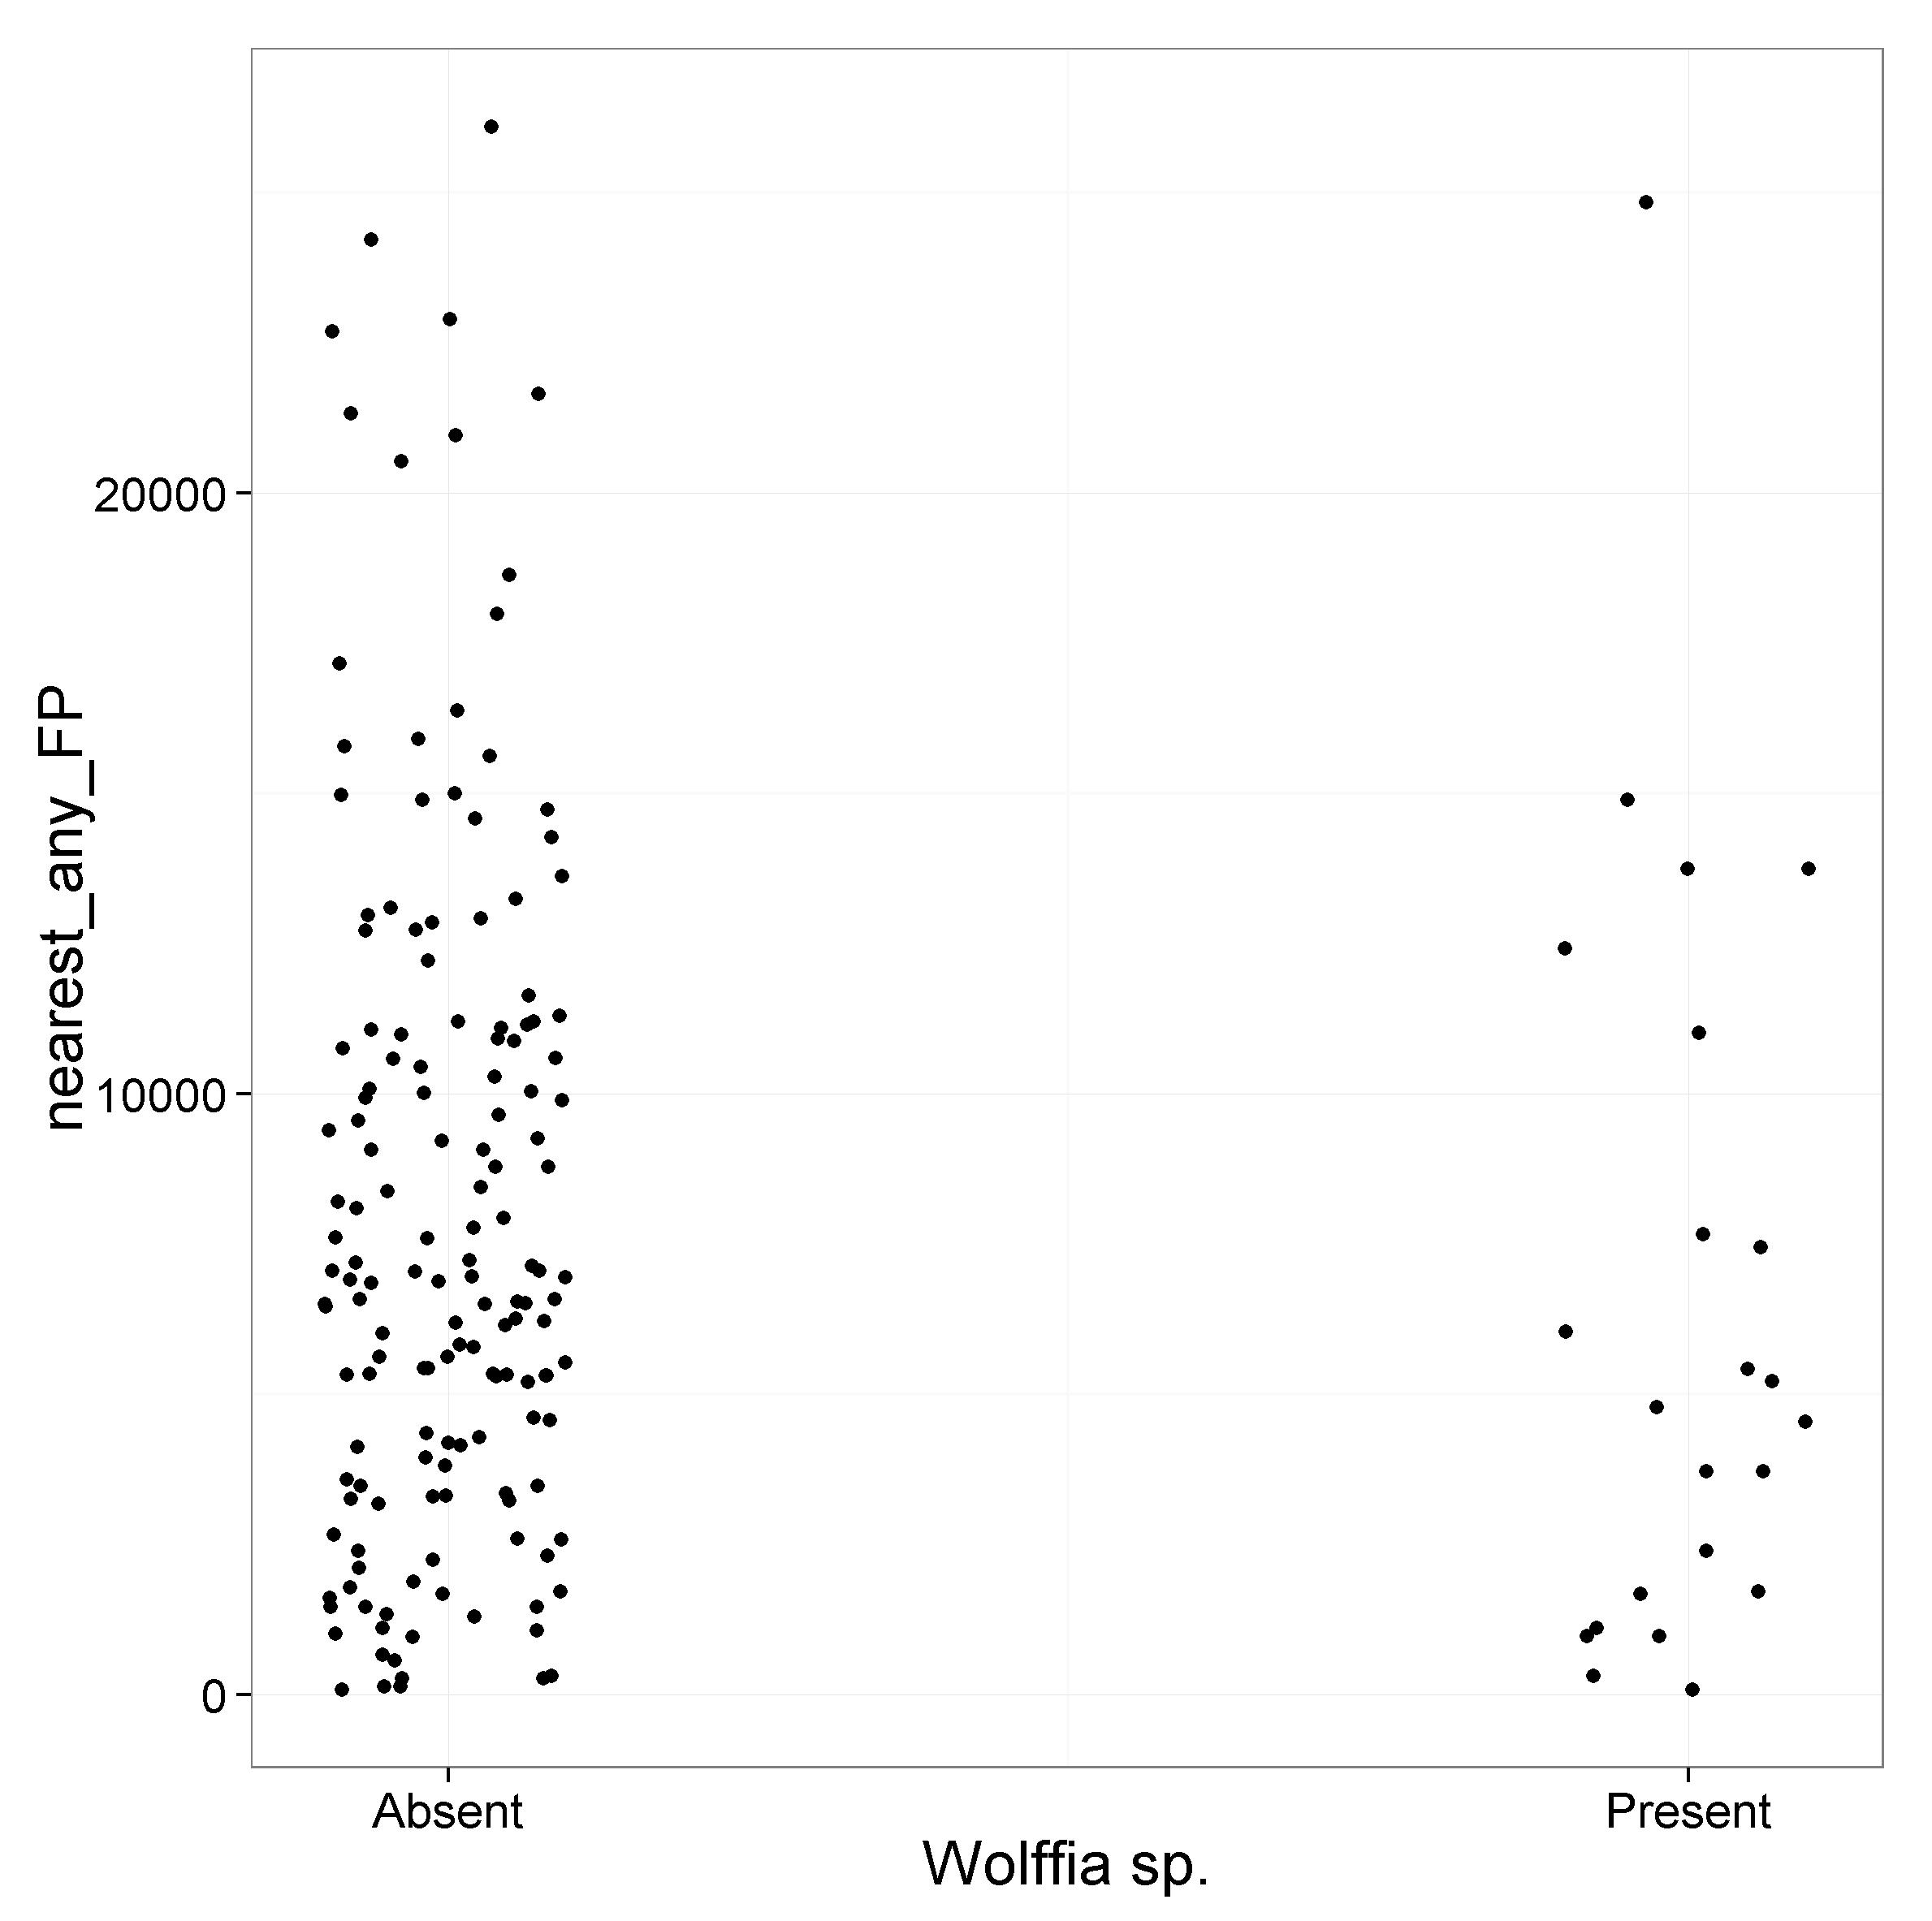 nearest_any_FP
20000
10000
0
Absent
Present
Wolffia sp.